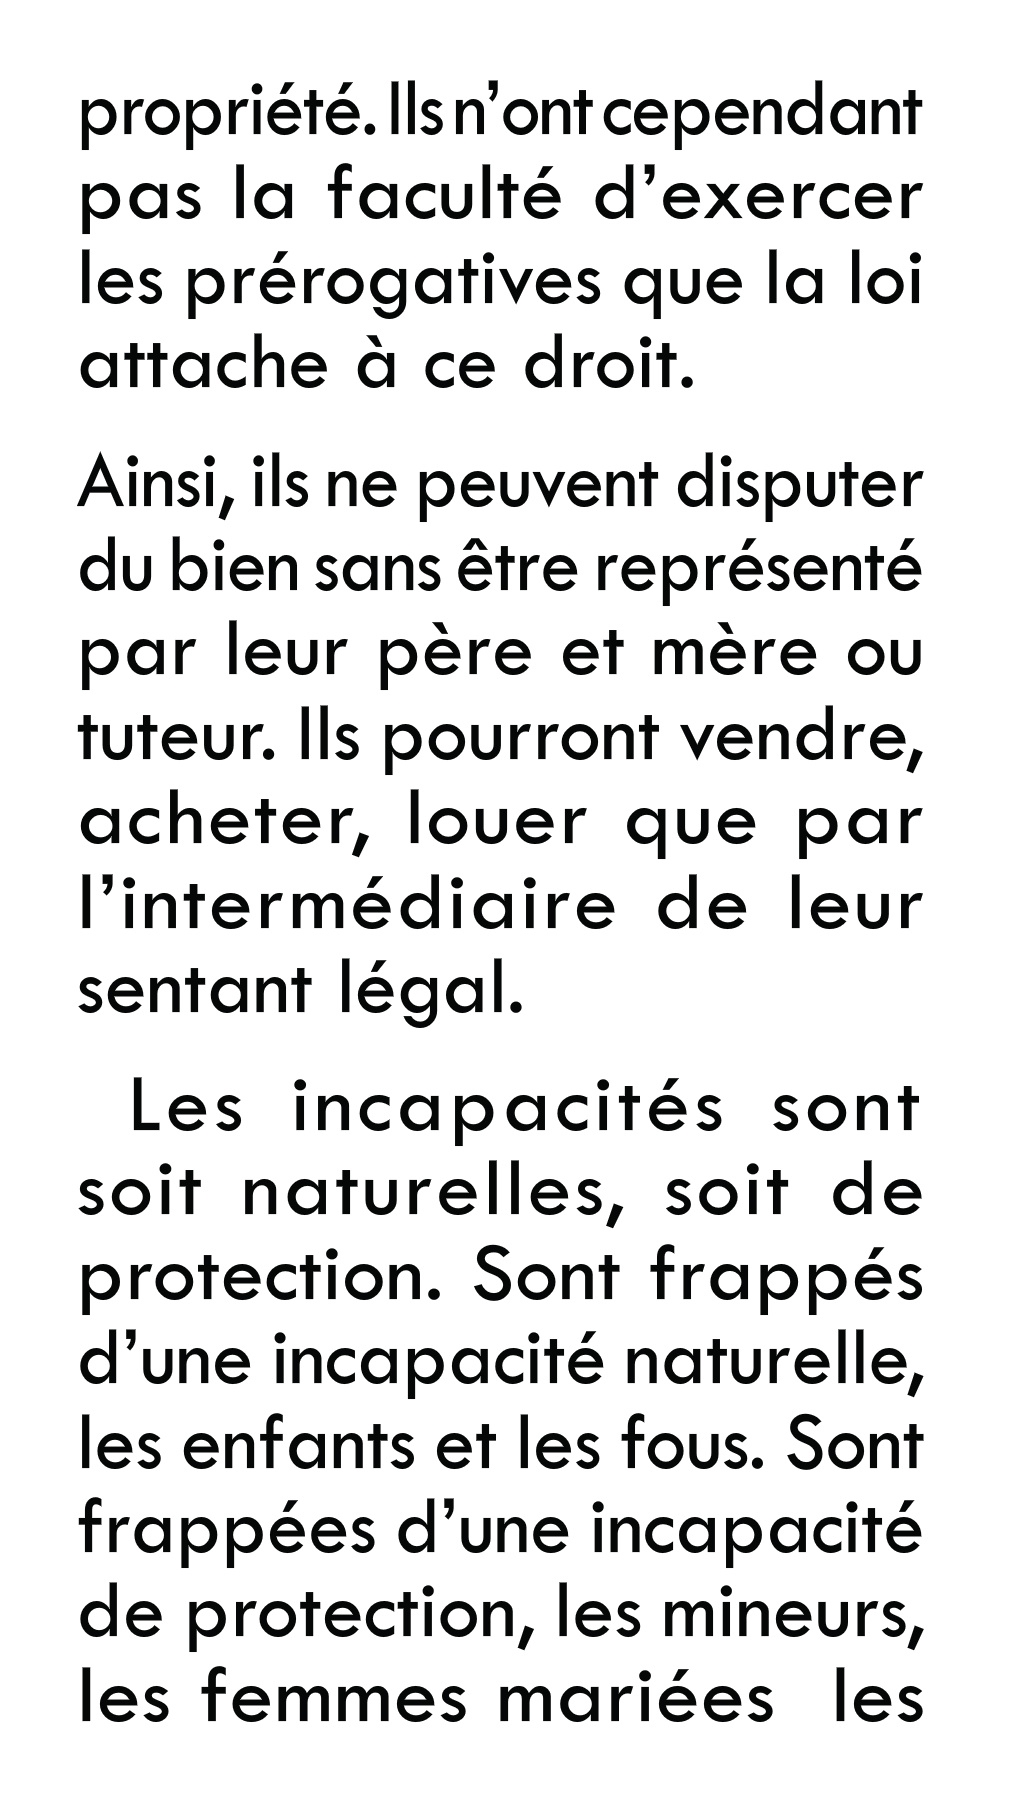 propriété. Ils n’ont cependant
pas la faculté d’exercer
les prérogatives que la loi
attache à ce droit.
Ainsi, ils ne peuvent disputer
du bien sans être représenté
par leur père et mère ou
tuteur. Ils pourront vendre,
acheter, louer que par
l’intermédiaire de leur
sentant légal.
Les incapacités sont
soit naturelles, soit de
protection. Sont frappés
d’une incapacité naturelle,
les enfants et les fous. Sont
frappées d’une incapacité
de protection, les mineurs,
les femmes mariées les